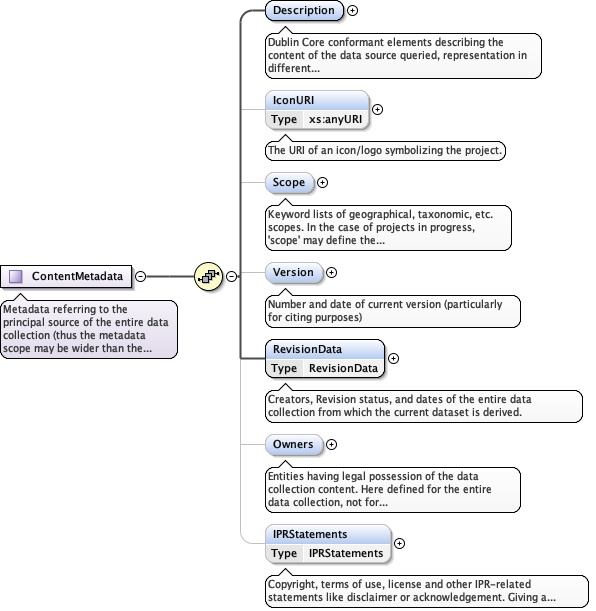 Description
Dublin Core conformant elements describing the
content of the data source queried, representation in
different...
IconURI
Type xs:anyURI
The URI of an icon/logo symbolizing the project.
Scope
Keyword lists of geographical, taxonomic, etc.
scopes. In the case of projects in progress,
'scope' may define the...
ContentMetadata
Metadata referring to the
principal source of the entire data
collection (thus the metadata
scope may be wider than the...
Version
Number and date of current version (particularly
for citing purposes)
RevisionData
Type RevisionData
Creators, Revision status, and dates of the entire data
collection from which the current dataset is derived.
Owners
Entities having legal possession of the data
collection content. Here defined for the entire
data collection, not for...
IPRStatements
Type IPRStatements
Copyright, terms of use, license and other IPR-related
statements like disclaimer or acknowledgement. Giving a...